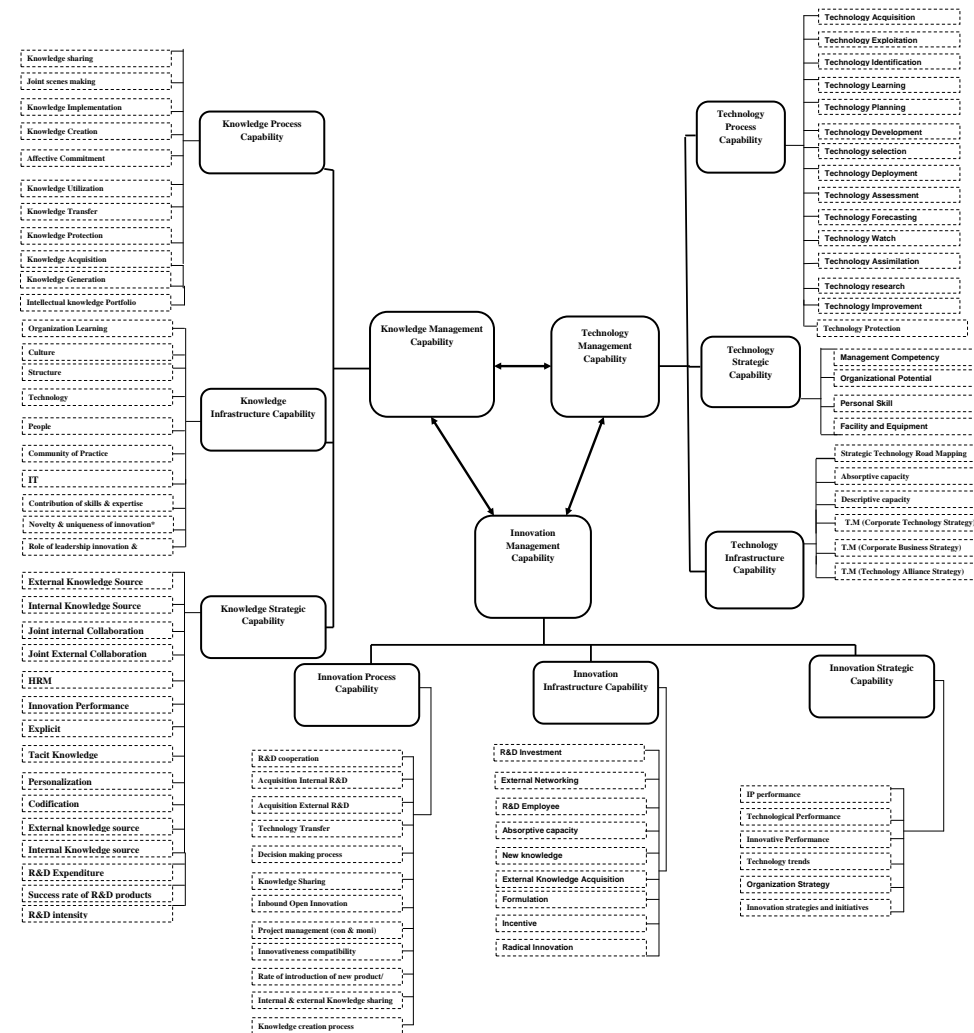 Knowledge sharing
Joint scenes making
Knowledge Implementation
Knowledge Creation
Affective Commitment
Knowledge Utilization
Knowledge Transfer
Knowledge Protection
Knowledge Acquisition
Knowledge Generation
Intellectual knowledge Portfolio
Knowledge Process
Capability
Organization Learning
Culture
Structure
Technology
People
Community of Practice
IT
Contribution of skills & expertise
Novelty & uniqueness of innovation*
Role of leadership innovation &
Knowledge
Infrastructure Capability
External Knowledge Source
Internal Knowledge Source
Joint internal Collaboration
Joint External Collaboration
HRM
Innovation Performance
Explicit
Tacit Knowledge
Personalization
Codification
External knowledge source
Internal Knowledge source
R&D Expenditure
Success rate of R&D products
R&D intensity
Knowledge Strategic
Capability
Knowledge Management
Capability
Technology
Management
Capability
Innovation
Management
Capability
Technology
Process
Capability
Technology Acquisition
Technology Exploitation
Technology Identification
Technology Learning
Technology Planning
Technology Development
Technology selection
Technology Deployment
Technology Assessment
Technology Forecasting
Technology Watch
Technology Assimilation
Technology research
Technology Improvement
Technology Protection
Technology
Strategic
Capability
Management Competency
Organizational Potential
Personal Skill
Facility and Equipment
Technology
Infrastructure
Capability
Strategic Technology Road Mapping
Absorptive capacity
Descriptive capacity
T.M (Corporate Technology Strategy)
T.M (Corporate Business Strategy)
T.M (Technology Alliance Strategy)
Innovation Process
Capability
R&D cooperation
Acquisition Internal R&D
Acquisition External R&D
Technology Transfer
Decision making process
Knowledge Sharing
Inbound Open Innovation
Project management (con & moni)
Innovativeness compatibility
Rate of introduction of new product/
Internal & external Knowledge sharing
Knowledge creation process
Innovation
Infrastructure Capability
R&D Investment
External Networking
R&D Employee
Absorptive capacity
New knowledge
External Knowledge Acquisition
Formulation
Incentive
Radical Innovation
Innovation Strategic
Capability
IP performance
Technological Performance
Innovative Performance
Technology trends
Organization Strategy
Innovation strategies and initiatives